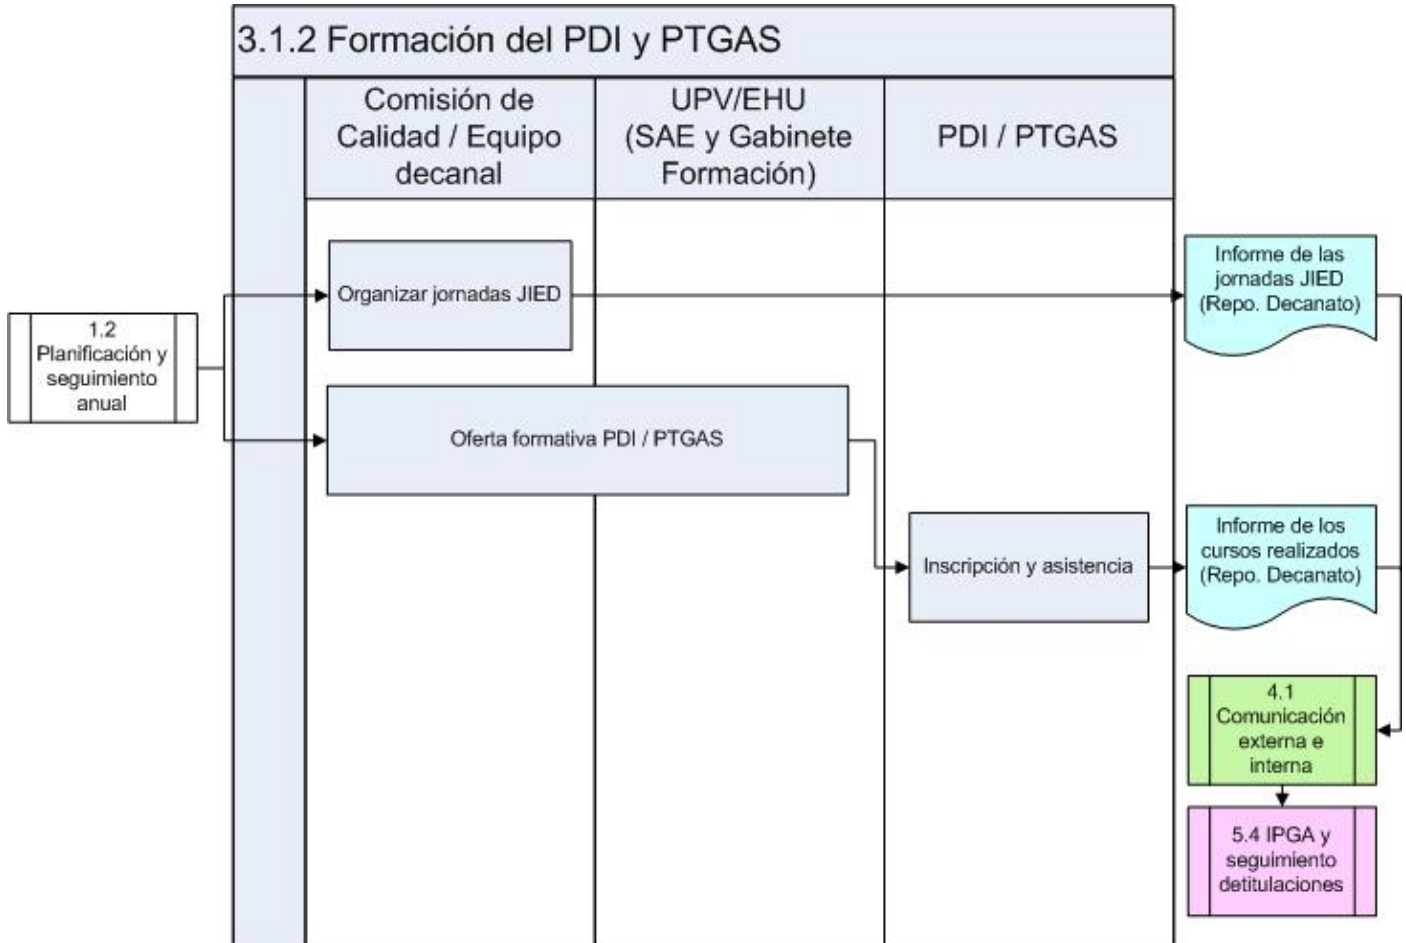 3.1.2 Formación del PDI y PTGAS
Comisión de
Calidad / Equipo
decanal
UPV/EHU
(SAE y Gabinete
Formación)
PDI / PTGAS
1.2
Planificación y
seguimiento
anual
Organizar jornadas JIED
Informe de las
jornadas JIED
(Repo. Decanato)
Oferta formativa PDI / PTGAS
Inscripción y asistencia
Informe de los
cursos realizados
(Repo. Decanato)
4.1
Comunicación
externa e
interna
5.4 IPGA y
seguimiento
detitulaciones